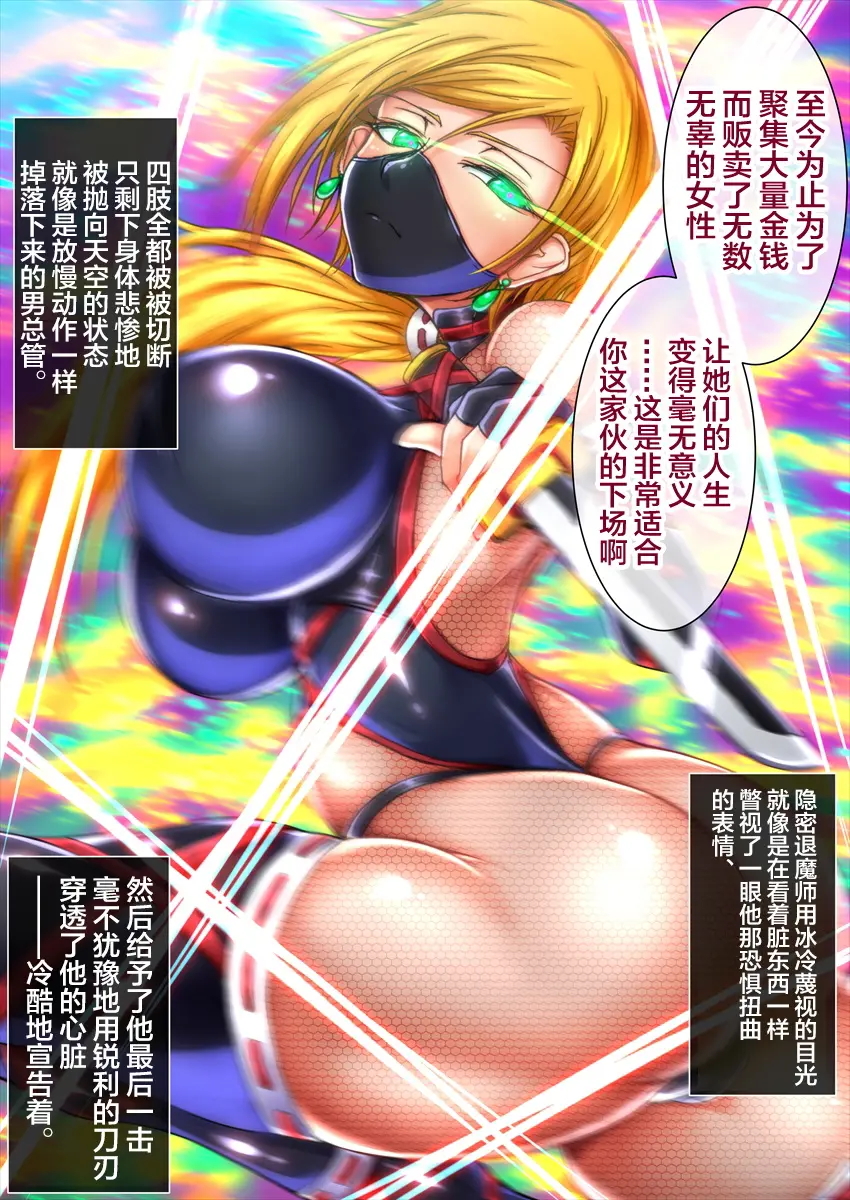 至今为止为了
聚集大量金钱
而贩卖了无数
无辜的女性
让她们的人生
变得毫无意义
……这是非常适合
你这家伙的下场啊
四肢全都被被切断
只剩下身体悲惨地
被抛向天空的状态
就像是放慢动作一样
掉落下来的男总管。
隐密退魔师用冰冷蔑视的目光
就像是在看着脏东西一样
瞥视了一眼他那恐惧扭曲
的表情、
然后给予了他最后一击
毫不犹豫地用锐利的刀刃
穿透了他的心脏
——冷酷地宣告着。